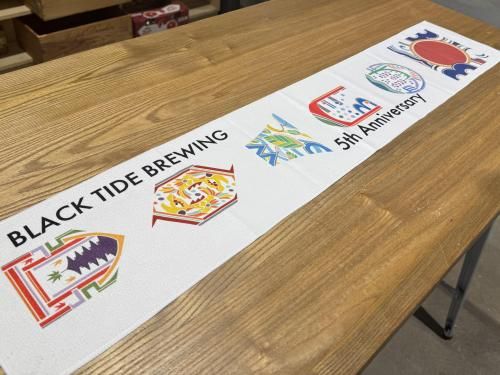 BLACK TIDE BREWING
5th Anniversary